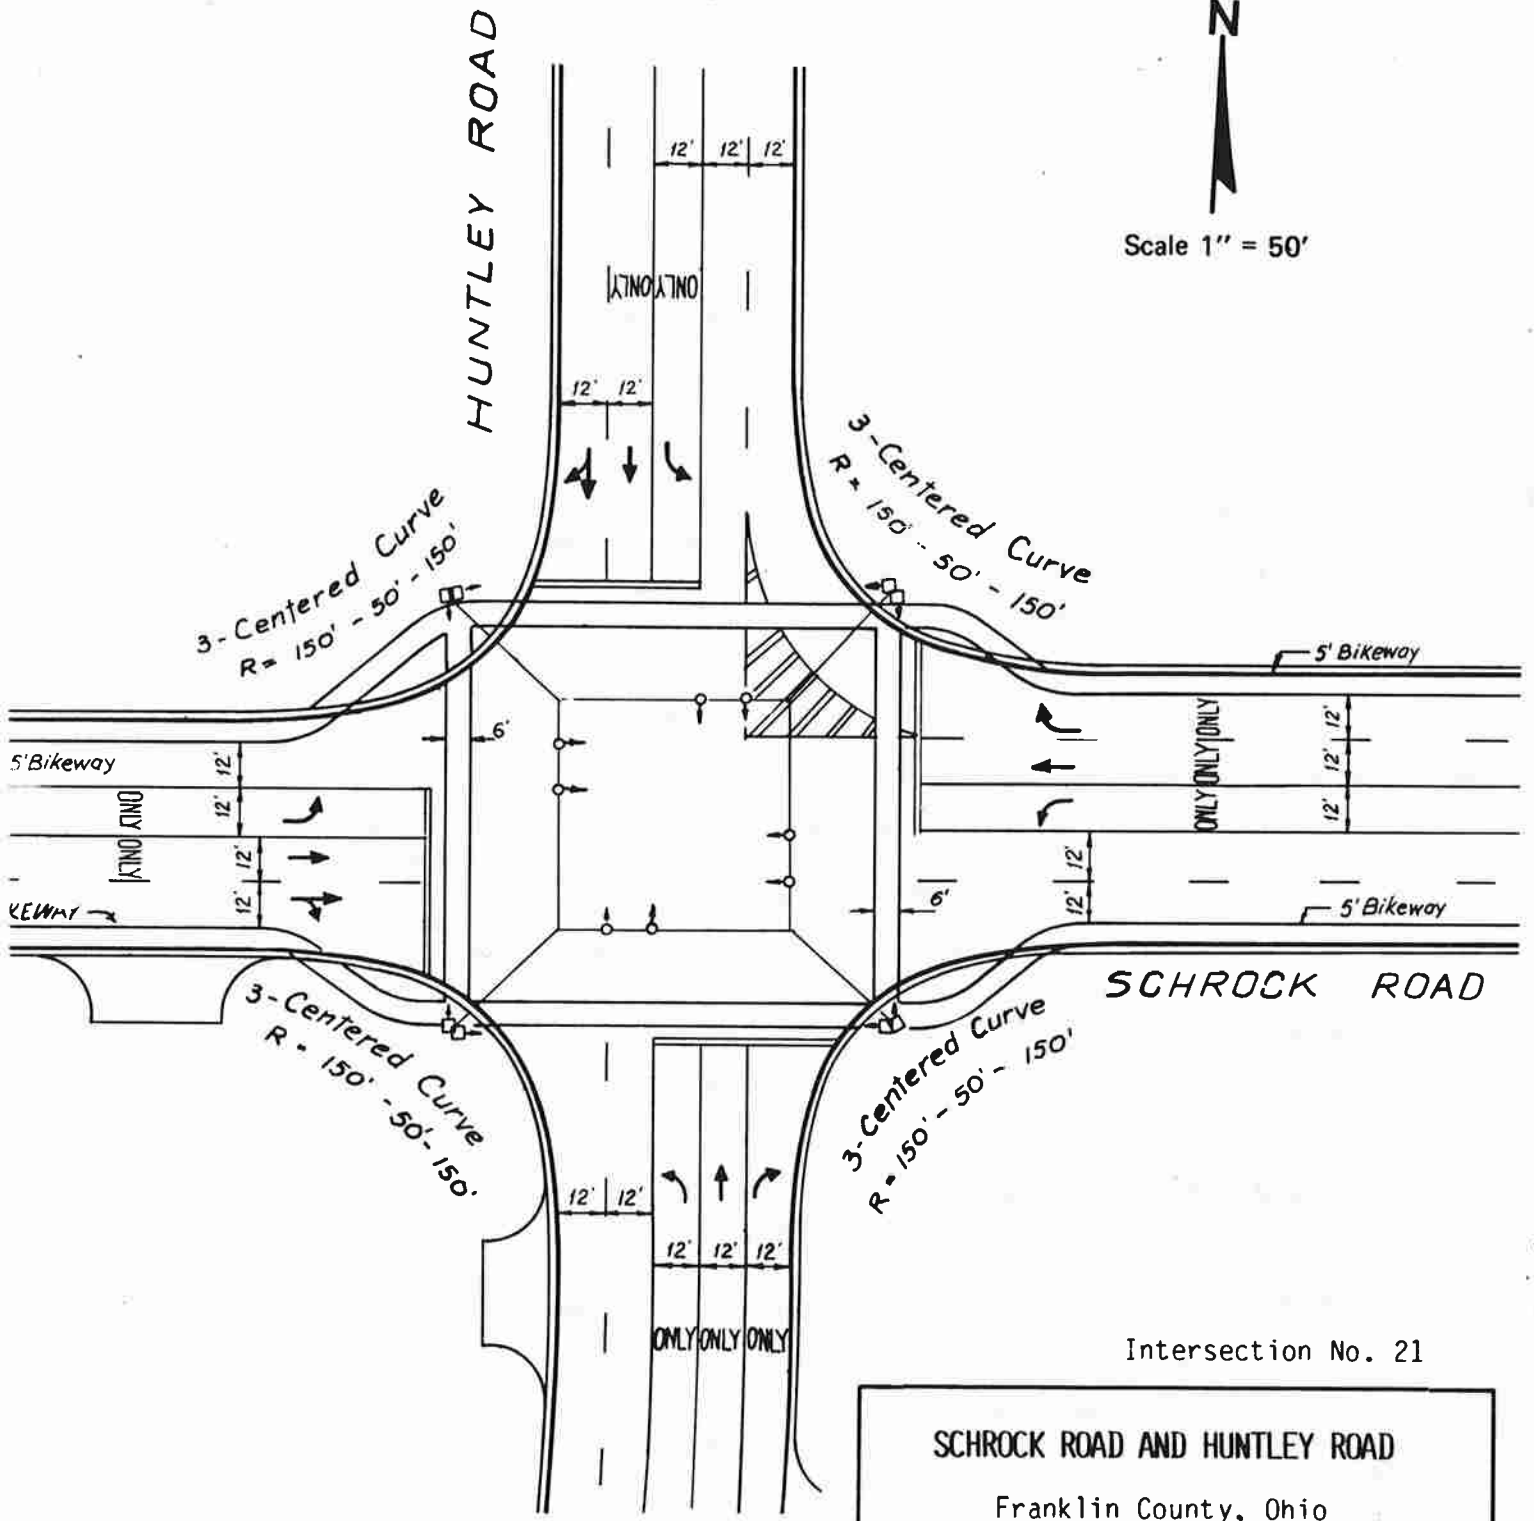 N
Scale 1" = 50'
HUNTLEY ROAD
12' 12' 12'
ONLY ONLY
12' 12'
3-Centered Curve
R = 150' - 50' - 150'
3-Centered Curve
R = 150' - 50' - 150'
5' Bikeway
6'
5' Bikeway
12'
12'
ONLY ONLY
12'
12'
ONLY ONLY ONLY
12'
12'
12'
12'
12'
6'
KEWAY
5' Bikeway
SCHROCK ROAD
3-Centered Curve
R = 150' - 50' - 150'
3-Centered Curve
R = 150' - 50' - 150'
12' 12'
12' 12' 12'
ONLY ONLY ONLY
Intersection No. 21
SCHROCK ROAD AND HUNTLEY ROAD
Franklin County, Ohio